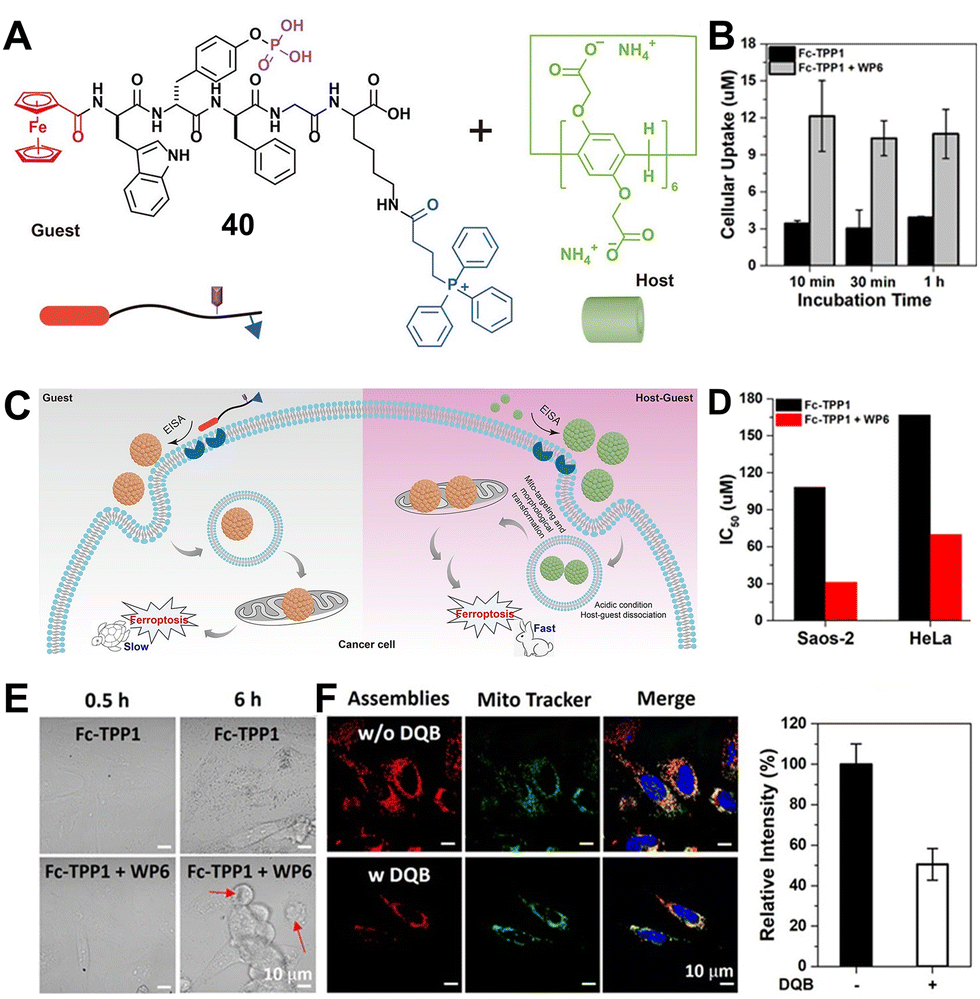 A
O
OH
P
O
OH
Fe
O
H
N
O
N
H
O
H
N
O
N
H
O
H
N
O
OH
NH
HN
O
P
+
Guest
40
+
O
O−
NH4+
O
H
H
6
O
O
O−
NH4+
Host
B
Cellular Uptake (uM)
18
15
12
9
6
3
0
Fc-TPP1
Fc-TPP1 + WP6
10 min
30 min
1 h
Incubation Time
C
Guest
Host-Guest
EISA
EISA
Mito-targeting and
morphological
transformation
Acidic condition
Host-guest dissociation
Ferroptosis
Slow
Ferroptosis
Fast
Cancer cell
D
IC50 (uM)
180
150
120
90
60
30
0
Fc-TPP1
Fc-TPP1 + WP6
Saos-2
HeLa
E
0.5 h
6 h
Fc-TPP1
Fc-TPP1
Fc-TPP1 + WP6
Fc-TPP1 + WP6
10 μm
F
Assemblies
Mito Tracker
Merge
w/o DQB
w DQB
10 μm
Relative Intensity (%)
120
100
80
60
40
20
0
DQB
-
+